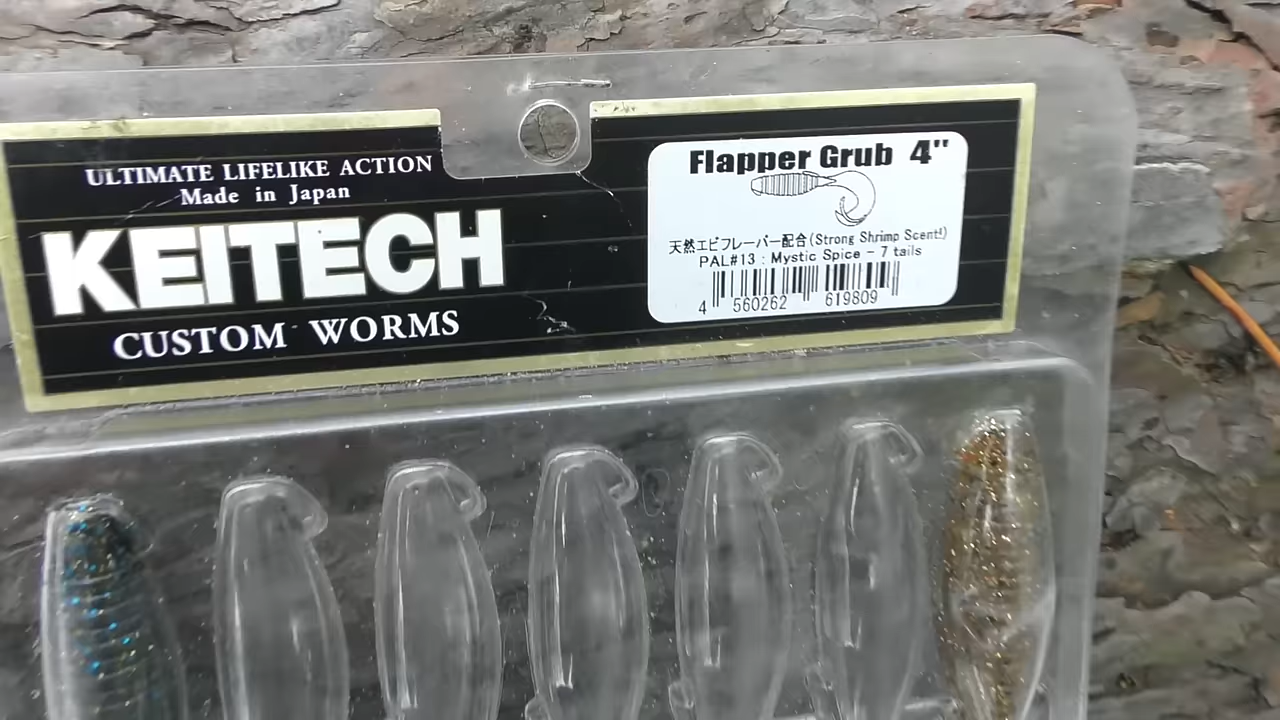 ULTIMATE LIFELIKE ACTION
Made in Japan
KEITECH
CUSTOM WORMS
Flapper Grub 4"
天然エビフレーバー配合(Strong Shrimp Scent!)
PAL#13 : Mystic Spice - 7 tails
4 560262 619809